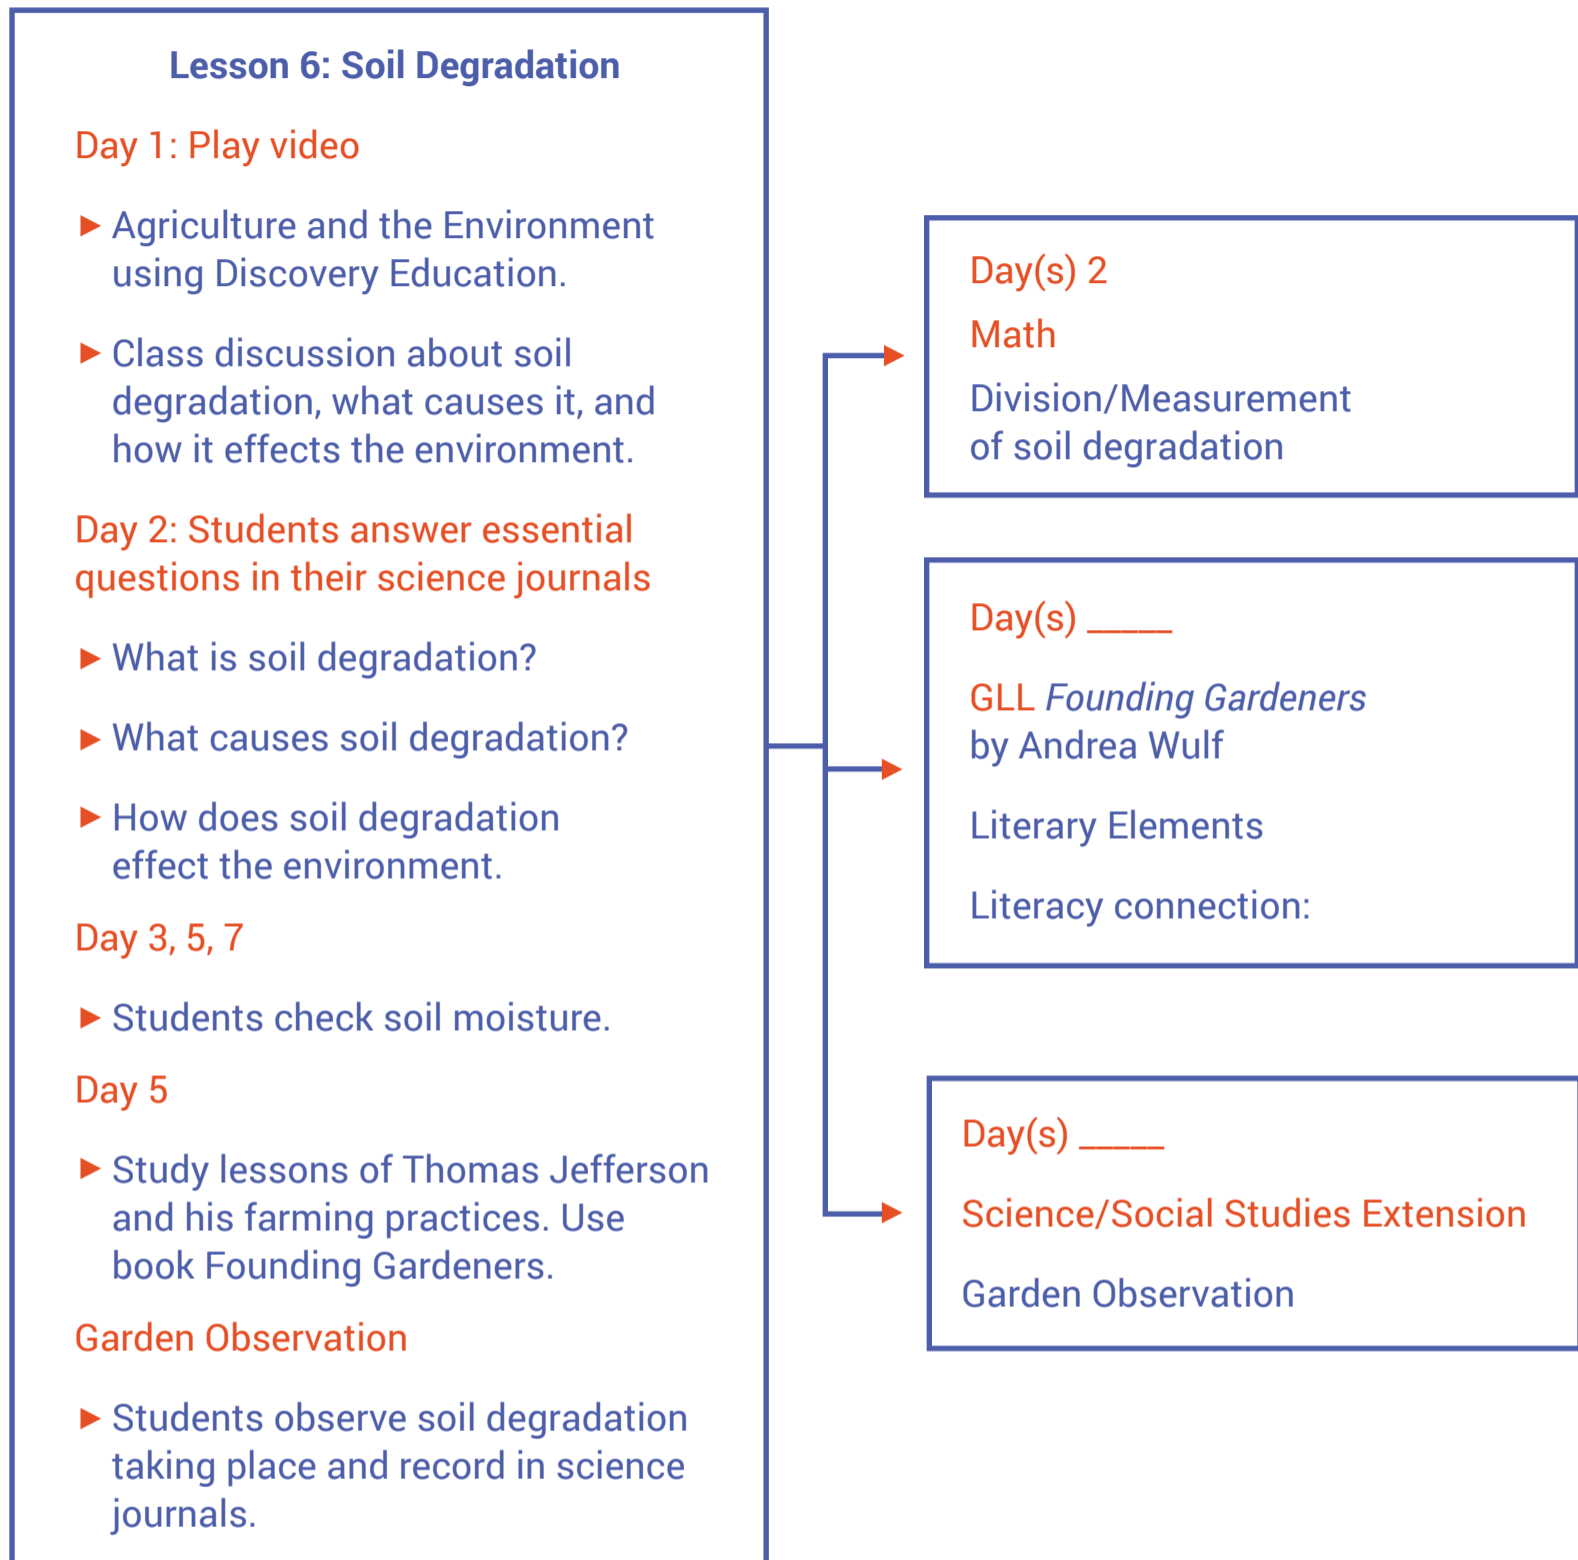 Lesson 6: Soil Degradation
Day 1: Play video
Agriculture and the Environment
using Discovery Education.
Class discussion about soil
degradation, what causes it, and
how it effects the environment.
Day 2: Students answer essential
questions in their science journals
What is soil degradation?
What causes soil degradation?
How does soil degradation
effect the environment.
Day 3, 5, 7
Students check soil moisture.
Day 5
Study lessons of Thomas Jefferson
and his farming practices. Use
book Founding Gardeners.
Garden Observation
Students observe soil degradation
taking place and record in science
journals.
Day(s) 2
Math
Division/Measurement
of soil degradation
Day(s) _____
GLL Founding Gardeners
by Andrea Wulf
Literary Elements
Literacy connection:
Day(s) _____
Science/Social Studies Extension
Garden Observation